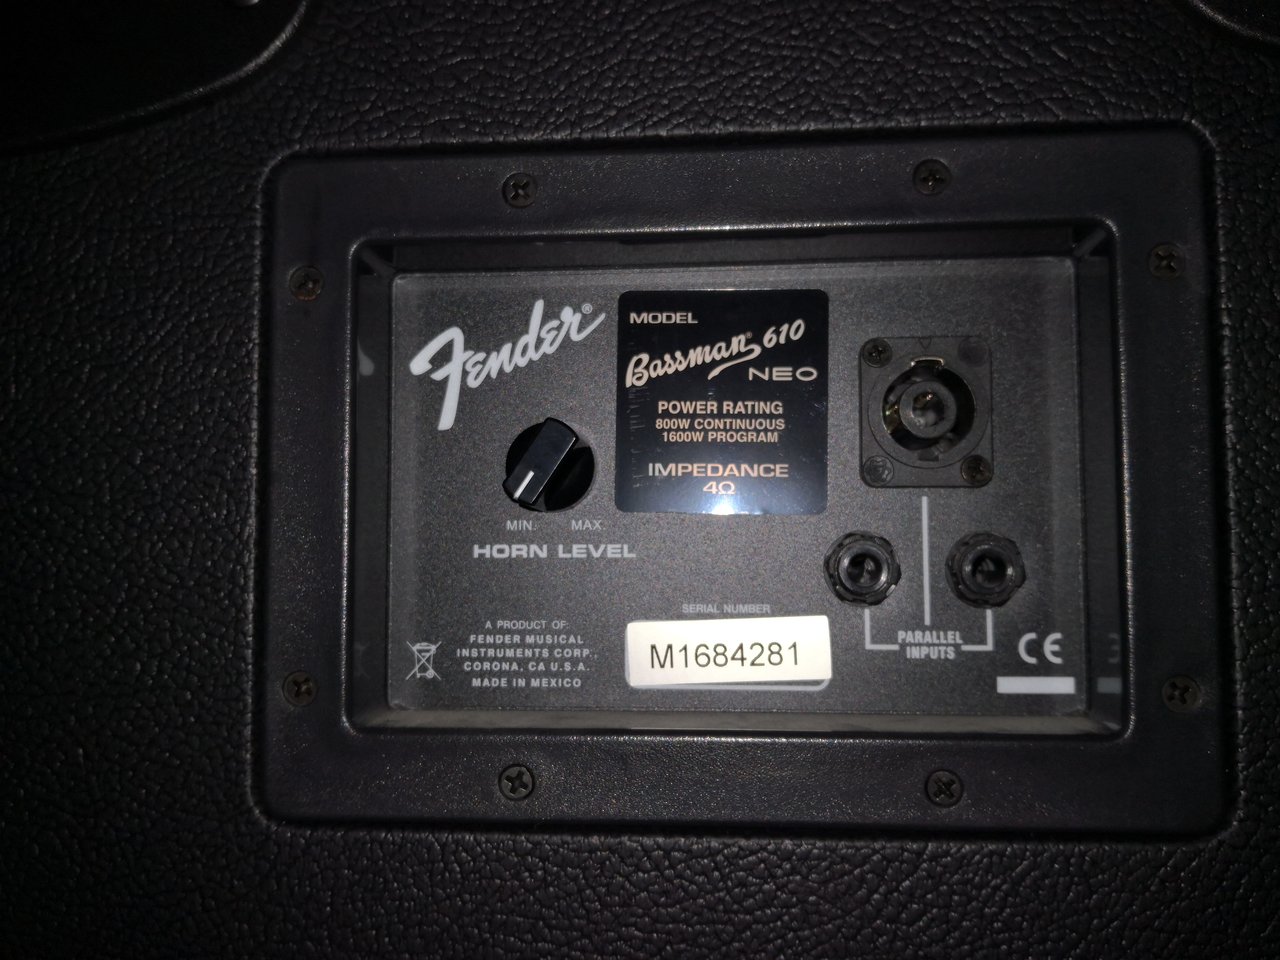 Fender®
MODEL
Bassman® 610
NEO
POWER RATING
800W CONTINUOUS
1600W PROGRAM
IMPEDANCE
4Ω
MIN. MAX.
HORN LEVEL
A PRODUCT OF:
FENDER MUSICAL
INSTRUMENTS CORP.,
CORONA, CA U.S.A.
MADE IN MEXICO
SERIAL NUMBER
M1684281
PARALLEL
INPUTS
CE